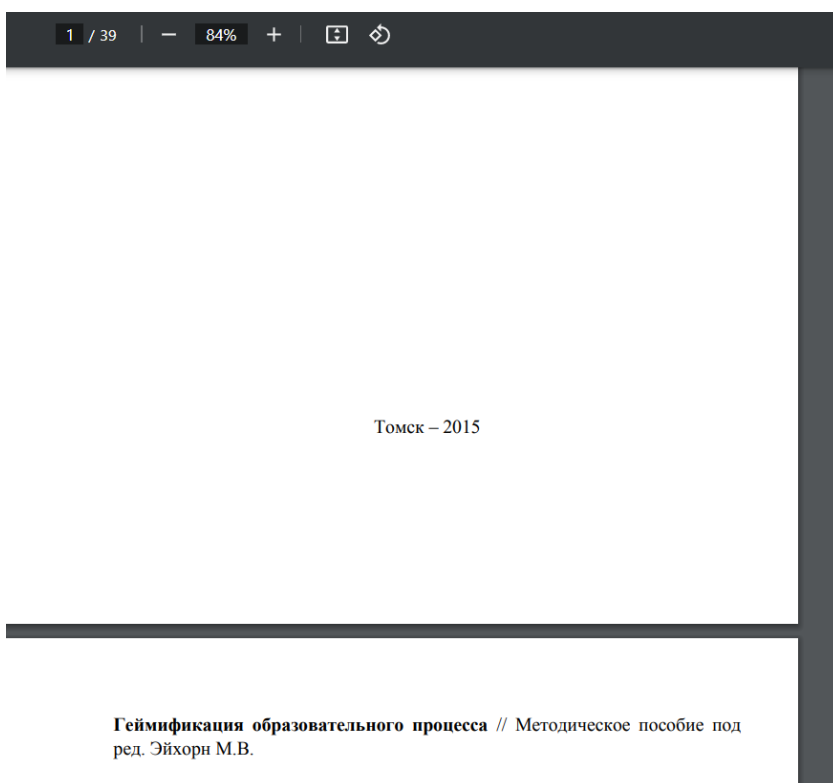 1 / 39 | − 84% + |
Томск – 2015
Геймификация образовательного процесса // Методическое пособие под
ред. Эйхорн М.В.